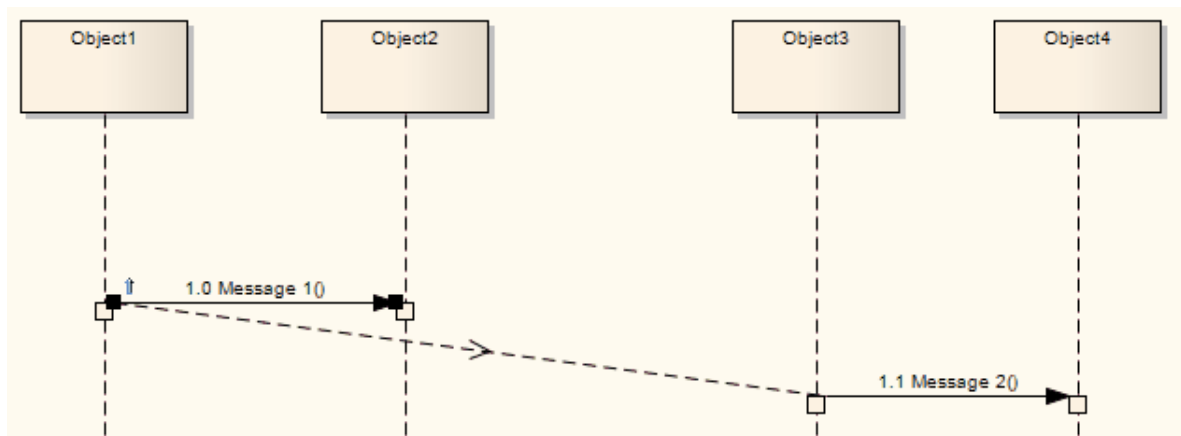 Object1
Object2
Object3
Object4
1.0 Message 1()
1.1 Message 2()